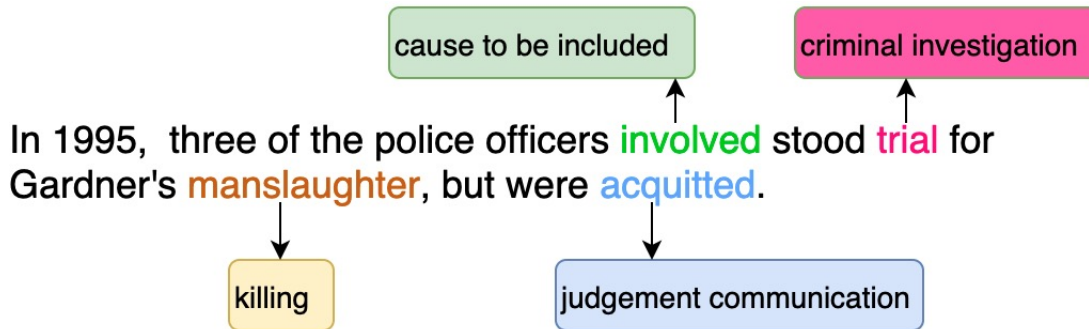 cause to be included
criminal investigation
In 1995, three of the police officers involved stood trial for
Gardner's manslaughter, but were acquitted.
killing
judgement communication